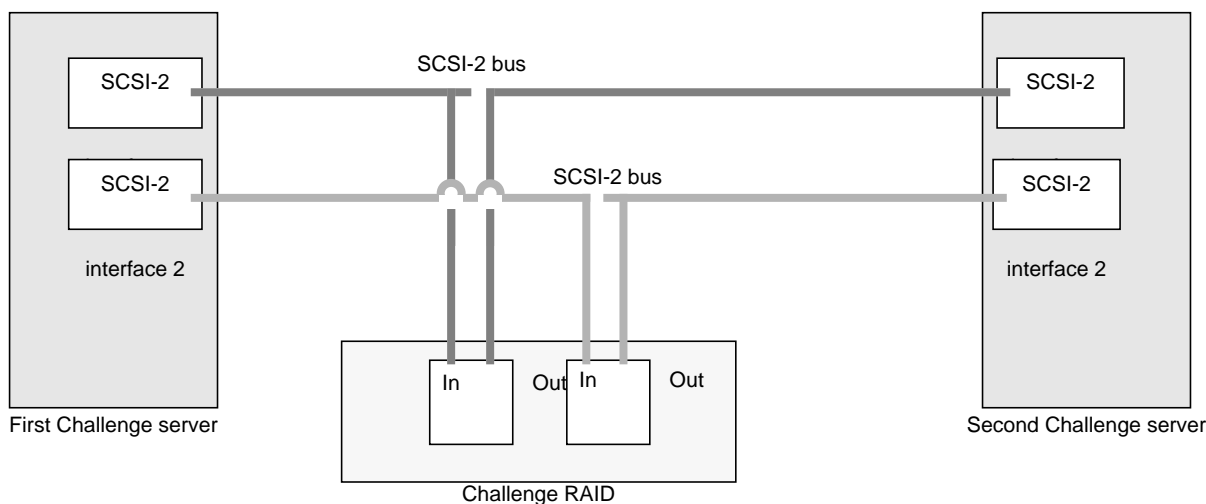 SCSI-2 bus
SCSI-2
SCSI-2
SCSI-2
SCSI-2 bus
SCSI-2
interface 2
interface 2
In
Out
In
Out
First Challenge server
Second Challenge server
Challenge RAID